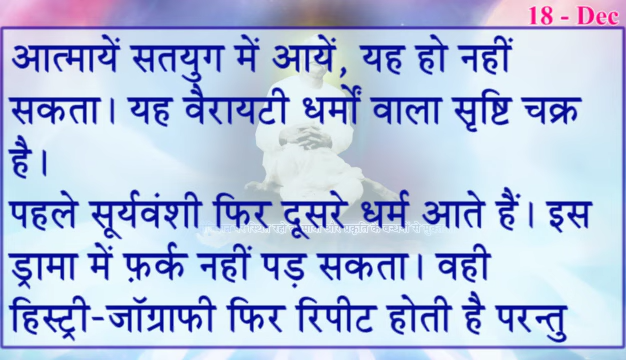 18 - Dec
आत्मायें सतयुग में आयें, यह हो नहीं
सकता। यह वैरायटी धर्मों वाला सृष्टि चक्र
है।
पहले सूर्यवंशी फिर दूसरे धर्म आते हैं। इस
ड्रामा में फ़र्क नहीं पड़ सकता। वही
हिस्ट्री-जॉग्राफी फिर रिपीट होती है परन्तु